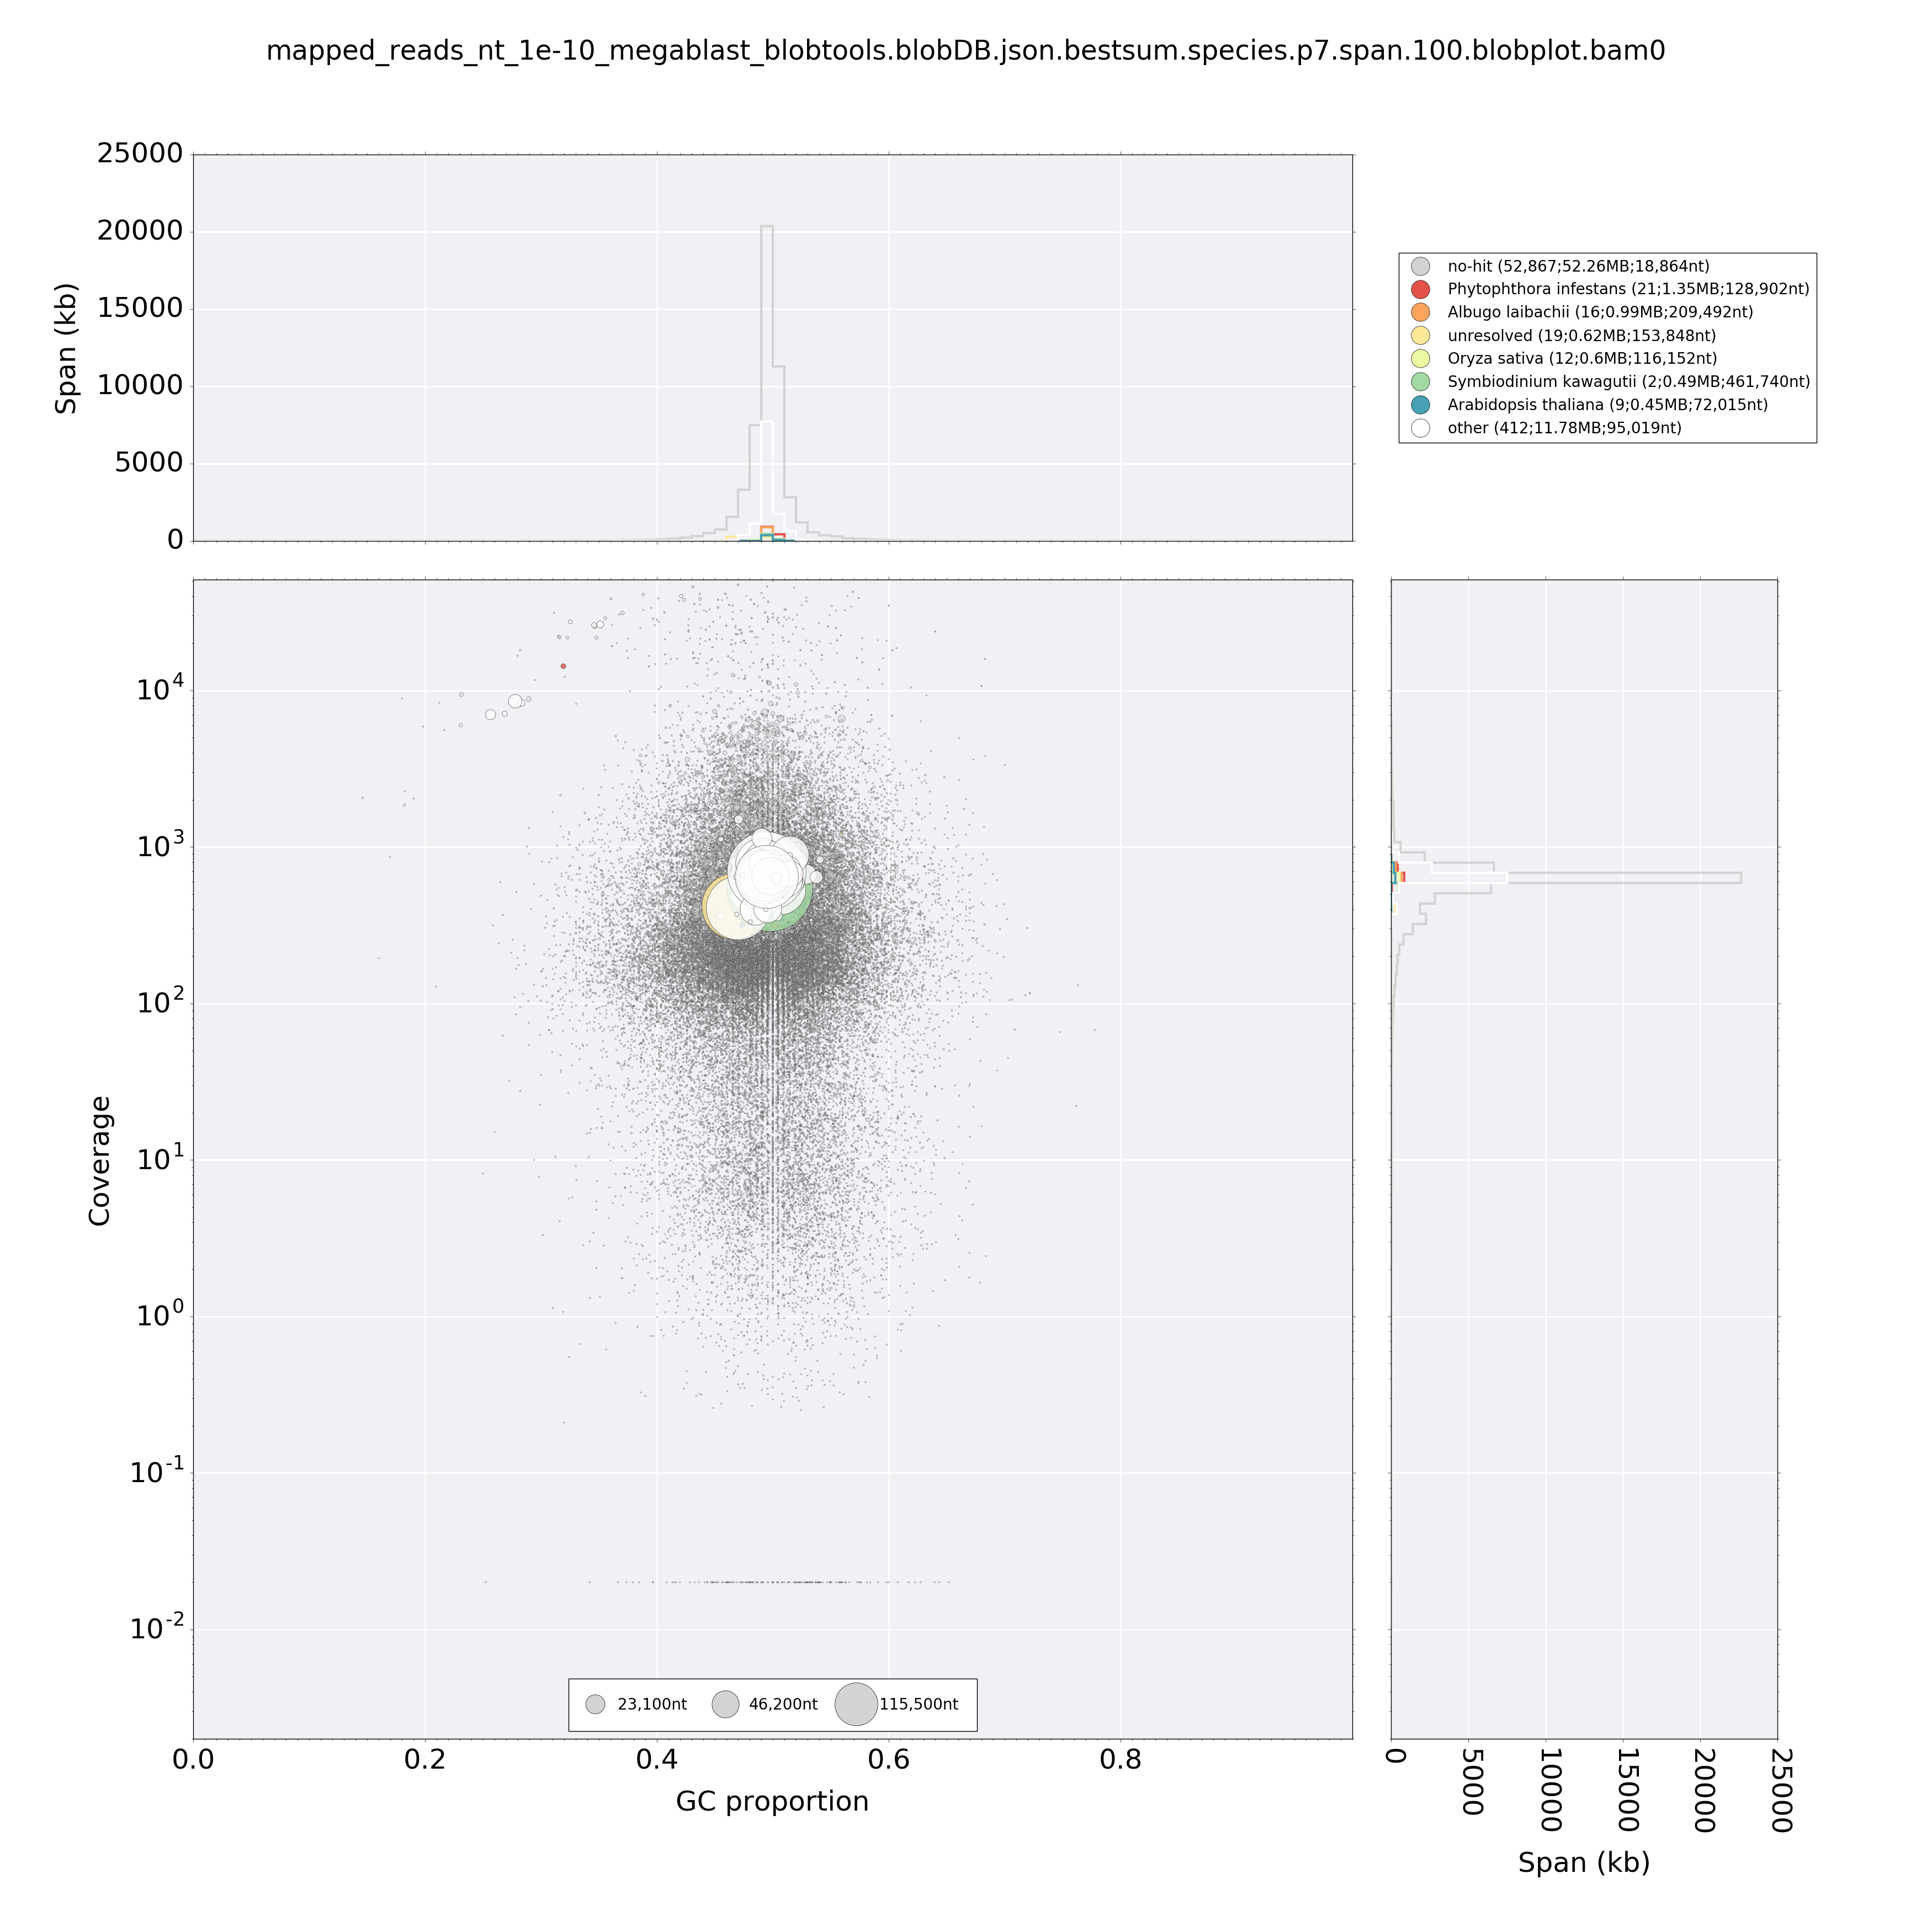 mapped_reads_nt_1e-10_megablast_blobtools.blobDB.json.bestsum.species.p7.span.100.blobplot.bam0
25000
20000
15000
10000
5000
0
Span (kb)
no-hit (52,867;52.26MB;18,864nt)
Phytophthora infestans (21;1.35MB;128,902nt)
Albugo laibachii (16;0.99MB;209,492nt)
unresolved (19;0.62MB;153,848nt)
Oryza sativa (12;0.6MB;116,152nt)
Symbiodinium kawagutii (2;0.49MB;461,740nt)
Arabidopsis thaliana (9;0.45MB;72,015nt)
other (412;11.78MB;95,019nt)
10^4
10^3
10^2
10^1
10^0
10^-1
10^-2
Coverage
23,100nt 46,200nt 115,500nt
0.0 0.2 0.4 0.6 0.8
GC proportion
0 5000 10000 15000 20000 25000
Span (kb)